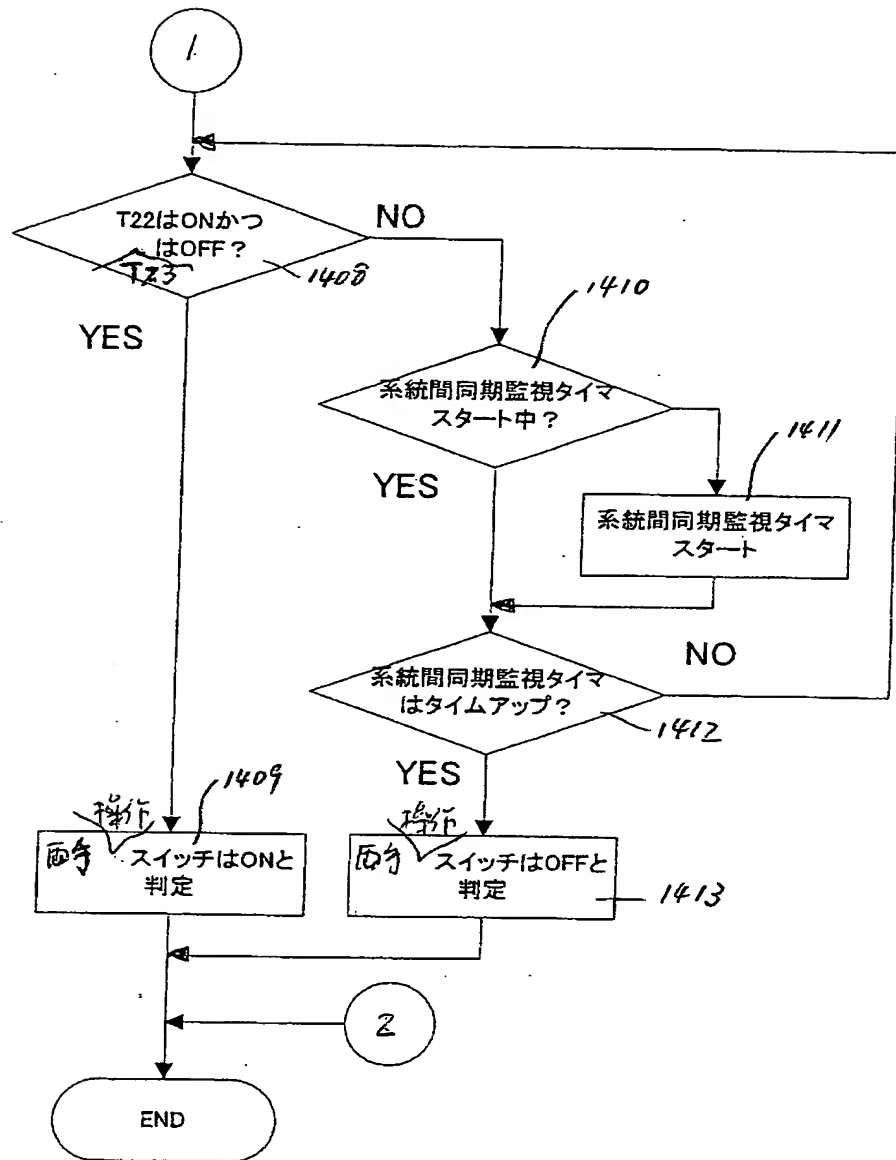 1
T22はONかつ
はOFF?
T23
1408
NO
YES
1410
系統間同期監視タイマ
スタート中?
1411
YES
系統間同期監視タイマ
スタート
NO
系統間同期監視タイマ
はタイムアップ?
1412
YES
1409
操作
両手 スイッチはONと
判定
操作
両手 スイッチはOFFと
判定
1413
2
END